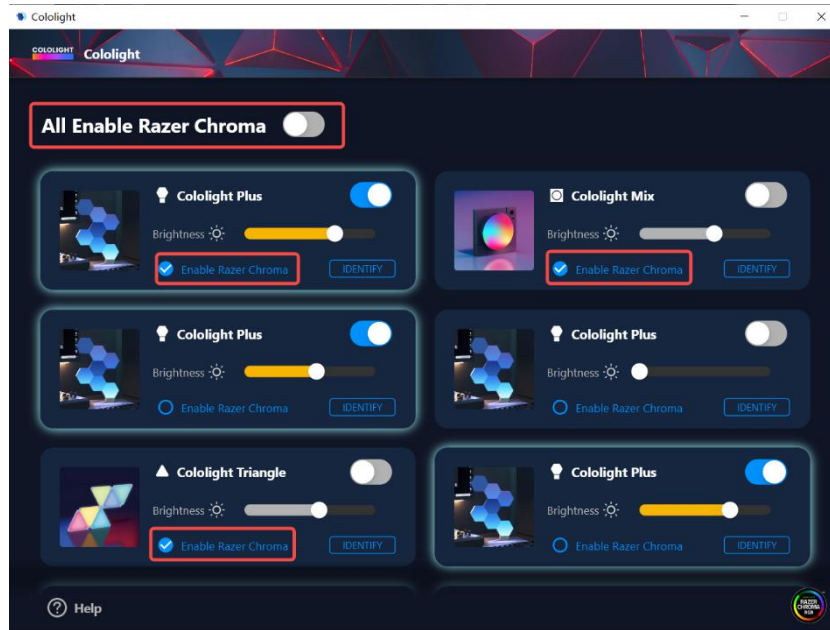 Cololight
COLOLIGHT Cololight
All Enable Razer Chroma
Cololight Plus
Brightness
Enable Razer Chroma IDENTIFY
Cololight Mix
Brightness
Enable Razer Chroma IDENTIFY
Cololight Plus
Brightness
Enable Razer Chroma IDENTIFY
Cololight Plus
Brightness
Enable Razer Chroma IDENTIFY
Cololight Triangle
Brightness
Enable Razer Chroma IDENTIFY
Cololight Plus
Brightness
Enable Razer Chroma IDENTIFY
? Help
RAZER
CHROMA
RGB